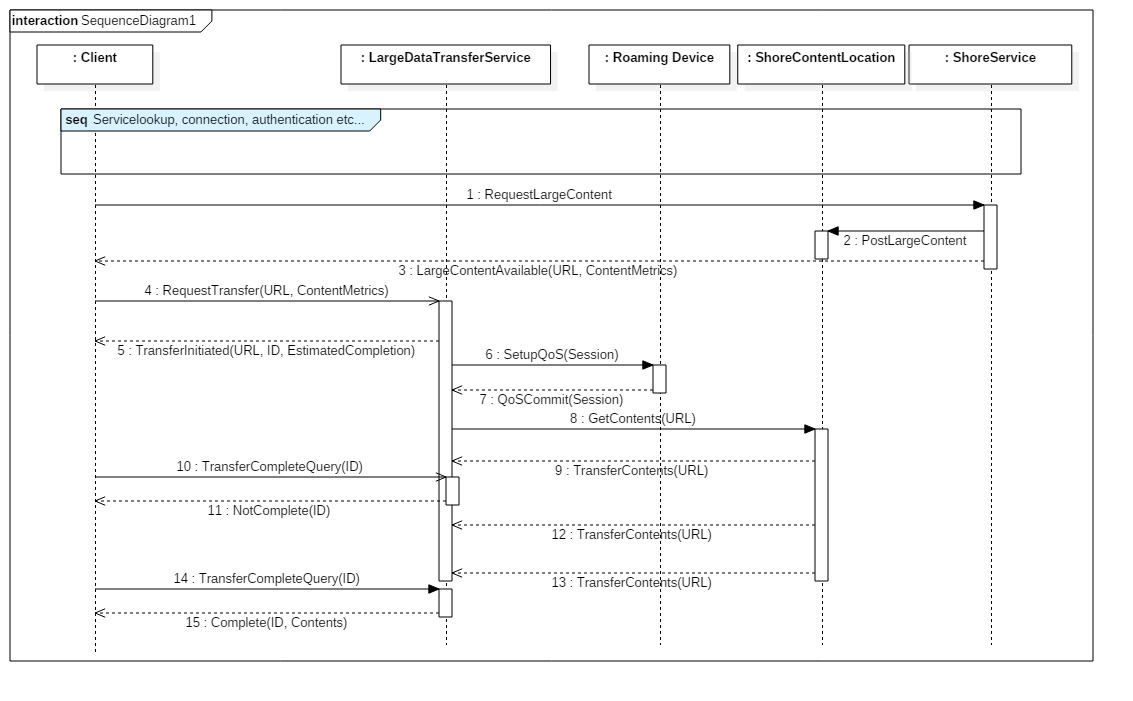 interaction SequenceDiagram1
: Client
: LargeDataTransferService
: Roaming Device
: ShoreContentLocation
: ShoreService
seq Servicelookup, connection, authentication etc...
1 : RequestLargeContent
2 : PostLargeContent
3 : LargeContentAvailable(URL, ContentMetrics)
4 : RequestTransfer(URL, ContentMetrics)
5 : TransferInitiated(URL, ID, EstimatedCompletion)
6 : SetupQoS(Session)
7 : QoSCommit(Session)
8 : GetContents(URL)
9 : TransferContents(URL)
10 : TransferCompleteQuery(ID)
11 : NotComplete(ID)
12 : TransferContents(URL)
13 : TransferContents(URL)
14 : TransferCompleteQuery(ID)
15 : Complete(ID, Contents)